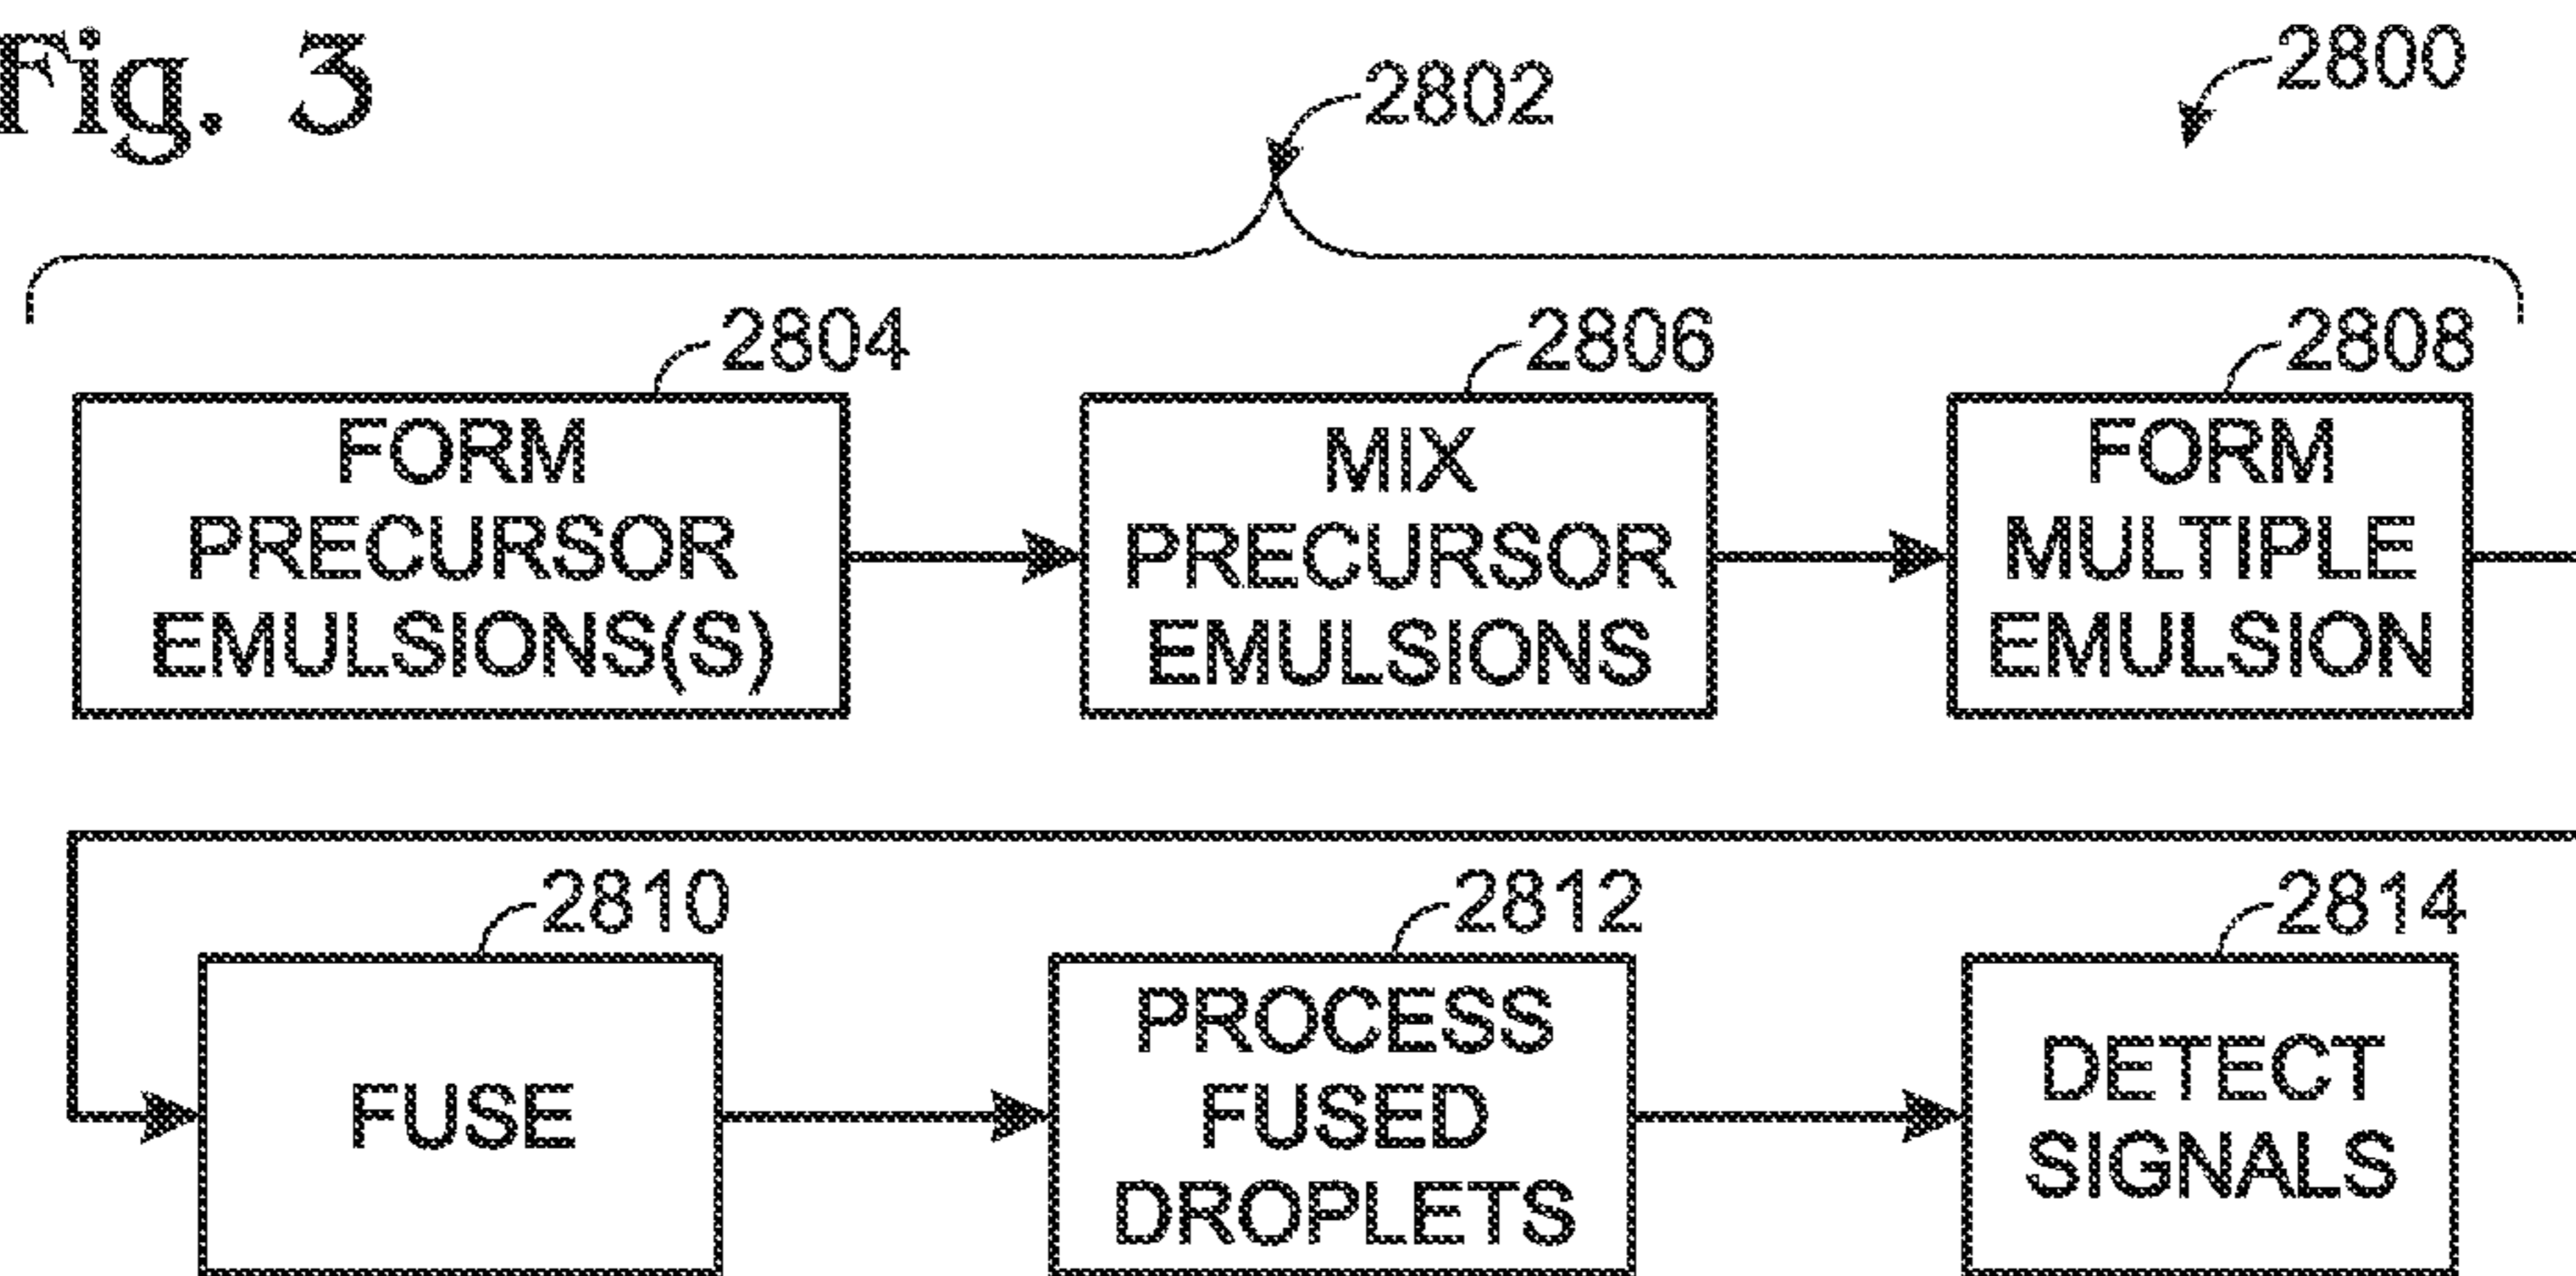 Fig. 3
2802
2800
2804
2806
2808
FORM
PRECURSOR
EMULSIONS(S)
MIX
PRECURSOR
EMULSIONS
FORM
MULTIPLE
EMULSION
2810
2812
2814
FUSE
PROCESS
FUSED
DROPLETS
DETECT
SIGNALS